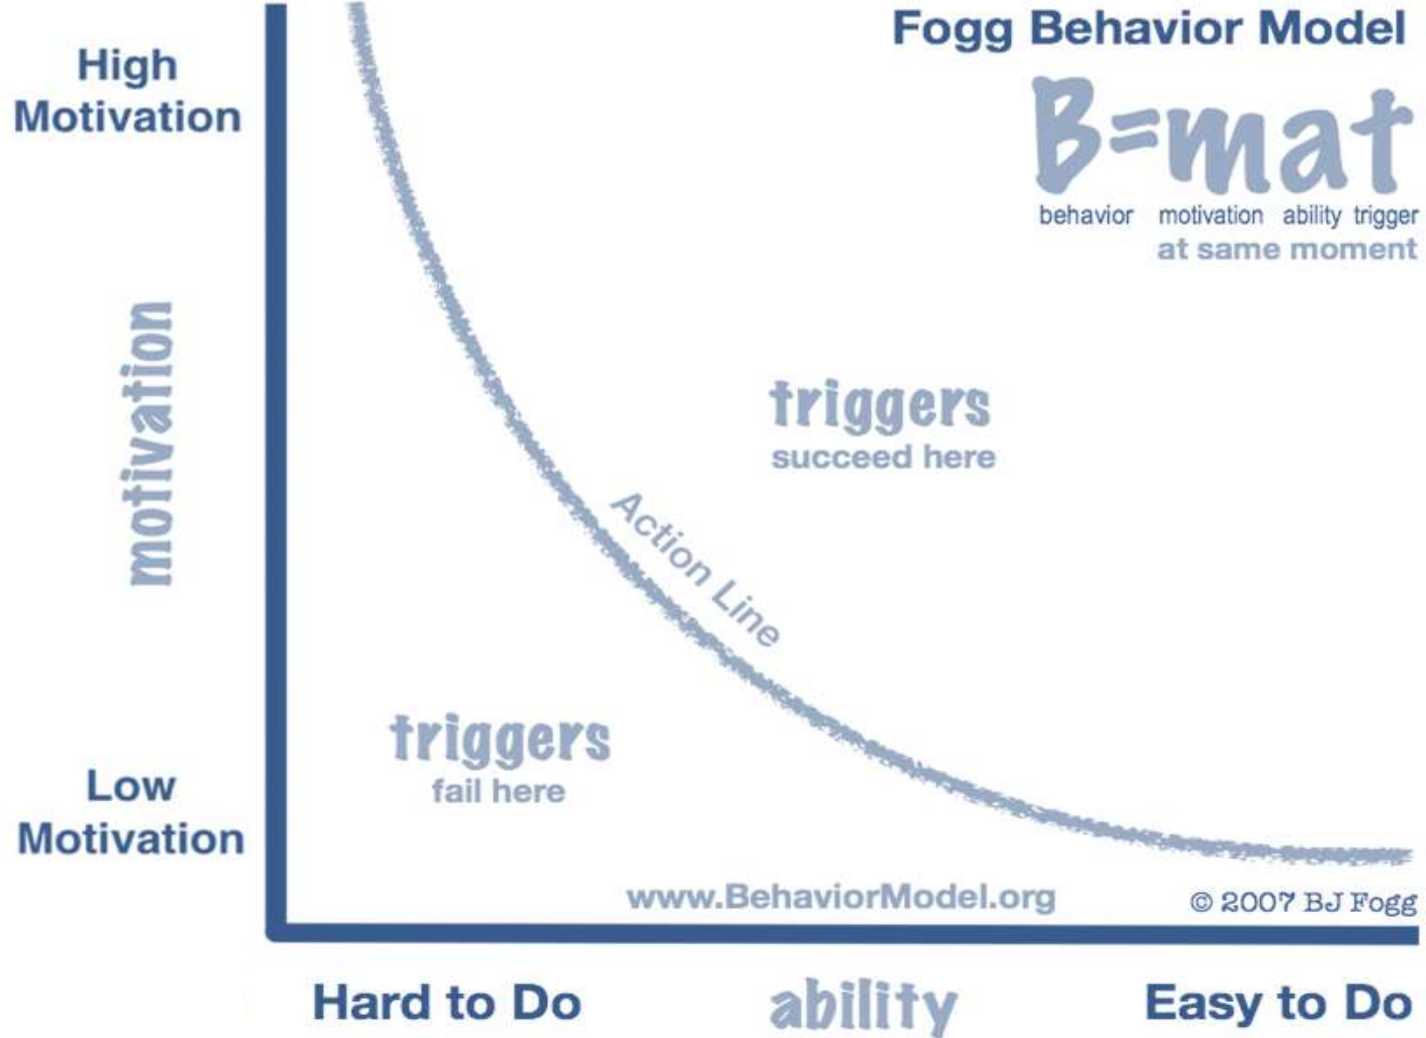 Fogg Behavior Model
B=mat
behavior motivation ability trigger
at same moment
High
Motivation
motivation
triggers
succeed here
Action Line
triggers
fail here
Low
Motivation
www.BehaviorModel.org
© 2007 BJ Fogg
Hard to Do
ability
Easy to Do